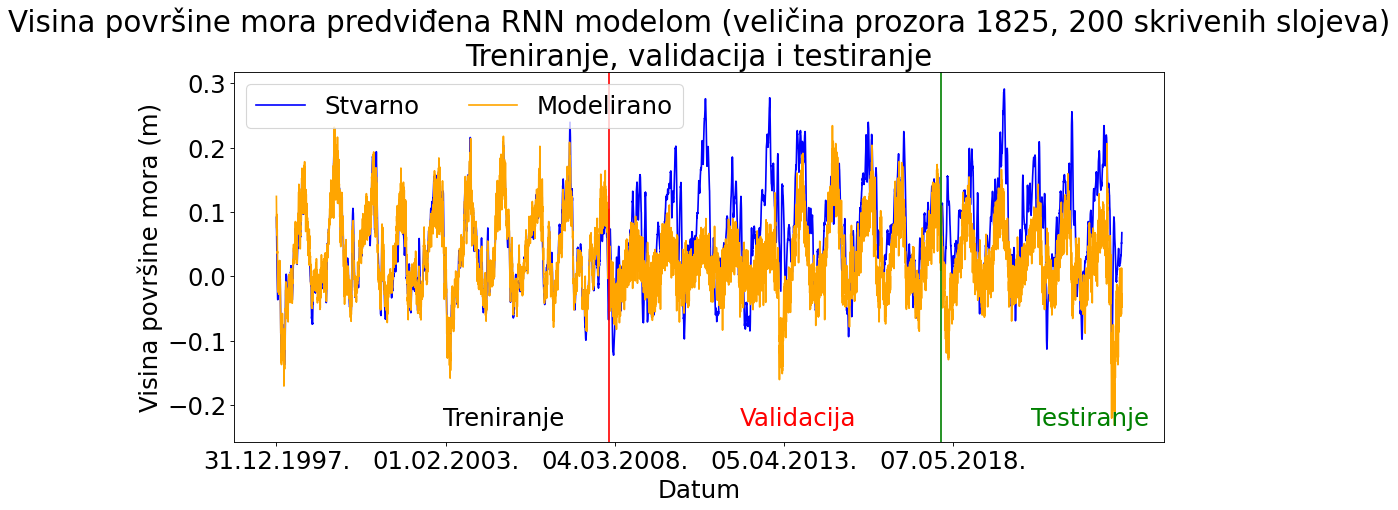 Visina površine mora predviđena RNN modelom (veličina prozora 1825, 200 skrivenih slojeva)
Treniranje, validacija i testiranje
Stvarno
Modelirano
Visina površine mora (m)
0.3
0.2
0.1
0.0
−0.1
−0.2
Treniranje
Validacija
Testiranje
31.12.1997.
01.02.2003.
04.03.2008.
05.04.2013.
07.05.2018.
Datum